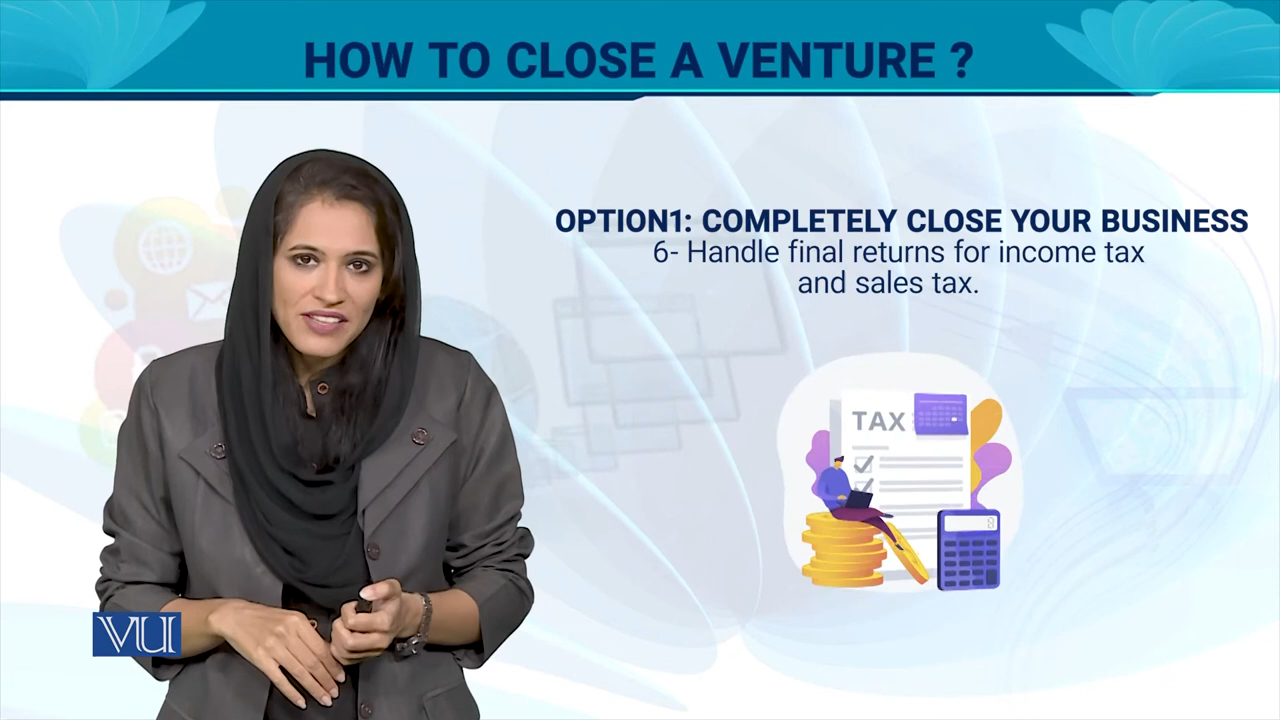 HOW TO CLOSE A VENTURE ?
OPTION1: COMPLETELY CLOSE YOUR BUSINESS
6- Handle final returns for income tax
and sales tax.
TAX
8
VU